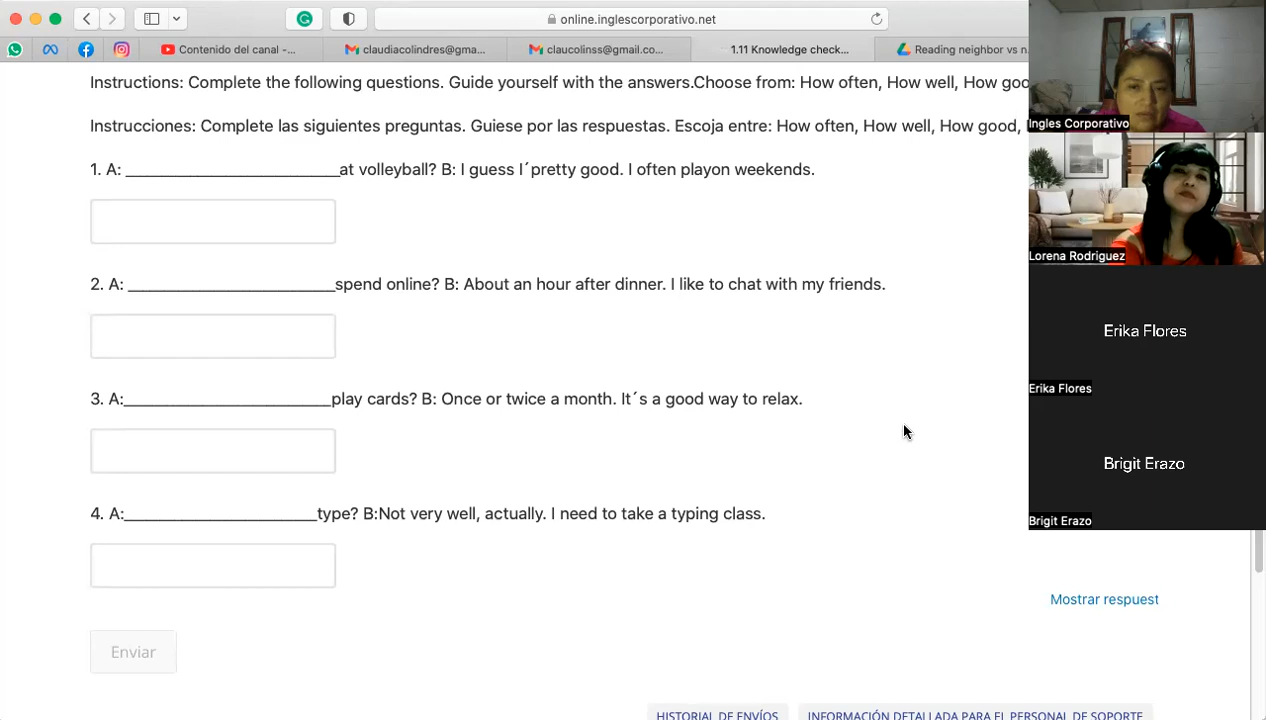 online.inglescorporativo.net
Contenido del canal -...
claudiacolindres@gma...
claucolinss@gmail.co...
1.11 Knowledge check...
Reading neighbor vs n.
Instructions: Complete the following questions. Guide yourself with the answers.Choose from: How often, How well, How goo
Instrucciones: Complete las siguientes preguntas. Guiese por las respuestas. Escoja entre: How often, How well, How good,
Ingles Corporativo
1. A: ___________________________at volleyball? B: I guess I´pretty good. I often playon weekends.
Lorena Rodriguez
2. A: __________________________spend online? B: About an hour after dinner. I like to chat with my friends.
Erika Flores
Erika Flores
3. A:__________________________play cards? B: Once or twice a month. It´s a good way to relax.
Brigit Erazo
Brigit Erazo
4. A:________________________type? B:Not very well, actually. I need to take a typing class.
Mostrar respuest
Enviar
HISTORIAL DE ENVÍOS
INFORMACIÓN DETALLADA PARA EL PERSONAL DE SOPORTE